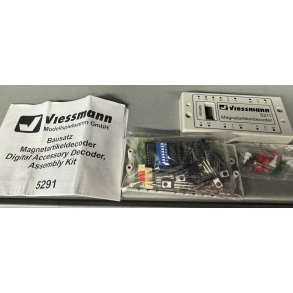 Viessmann
Modellspielwaren GmbH
Bausatz
Magnetartikeldecoder
Digital Accessory Decoder,
Assembly Kit
5291
Viessmann
5211
Magnetartikeldecoder